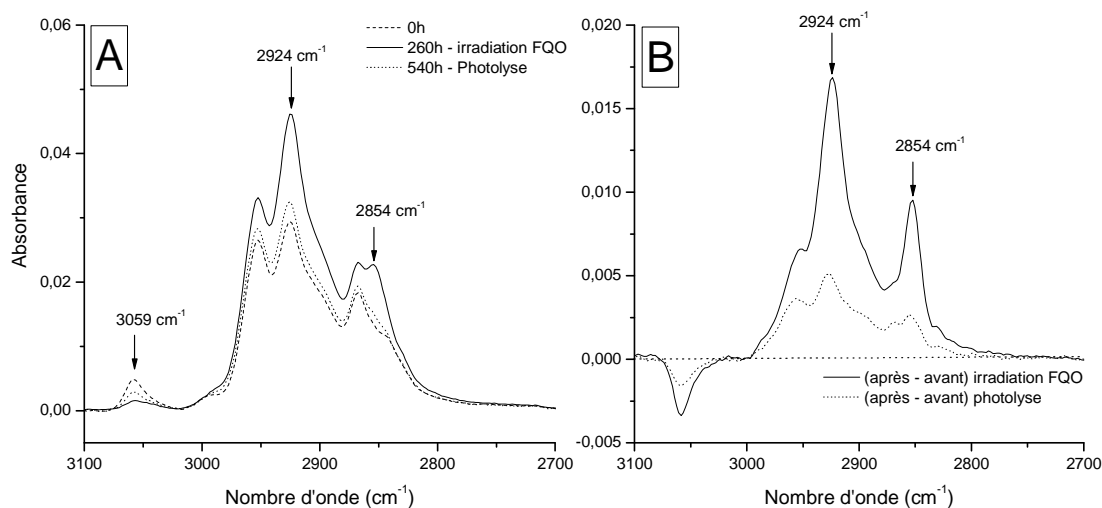 A
0h
260h - irradiation FQO
540h - Photolyse
2924 cm⁻¹
2854 cm⁻¹
3059 cm⁻¹
0,06
0,04
0,02
0,00
Absorbance
3100
3000
2900
2800
2700
Nombre d'onde (cm⁻¹)
B
2924 cm⁻¹
2854 cm⁻¹
0,020
0,015
0,010
0,005
0,000
-0,005
(après - avant) irradiation FQO
(après - avant) photolyse
3100
3000
2900
2800
2700
Nombre d'onde (cm⁻¹)